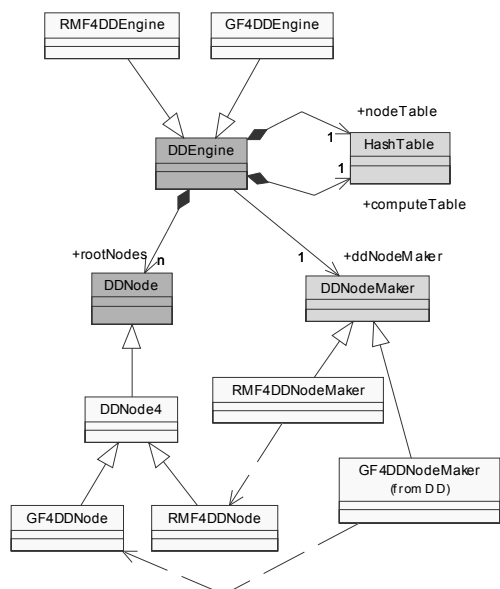 RMF4DDEngine
GF4DDEngine
+nodeTable
DDEngine
1
HashTable
1
+computeTable
+rootNodes
n
1
+ddNodeMaker
DDNode
DDNodeMaker
RMF4DDNodeMaker
DDNode4
GF4DDNodeMaker
(from DD)
GF4DDNode
RMF4DDNode